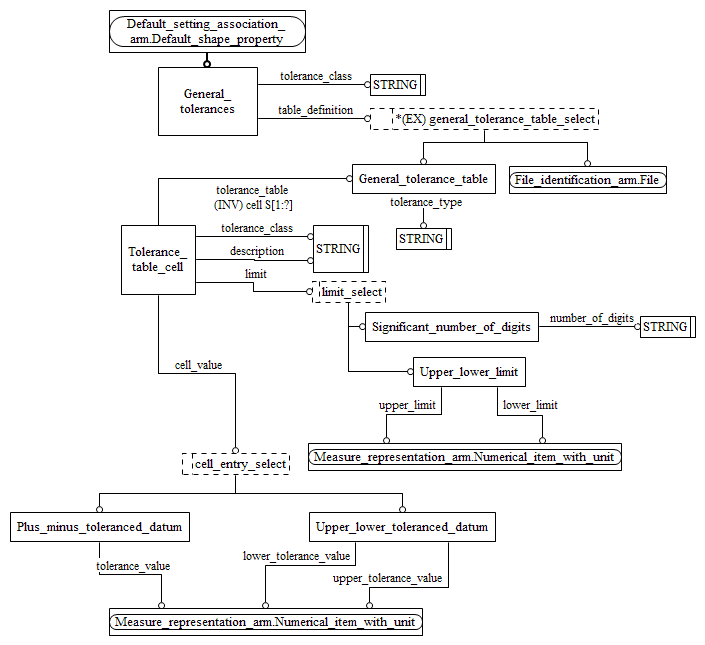 Default_setting_association_
arm.Default_shape_property
General_
tolerances
tolerance_class
STRING
table_definition
*(EX) general_tolerance_table_select
General_tolerance_table
File_identification_arm.File
tolerance_table
(INV) cell S[1:?]
tolerance_type
STRING
Tolerance_
table_cell
tolerance_class
description
STRING
limit
limit_select
Significant_number_of_digits
number_of_digits
STRING
Upper_lower_limit
cell_value
upper_limit
lower_limit
Measure_representation_arm.Numerical_item_with_unit
cell_entry_select
Plus_minus_toleranced_datum
Upper_lower_toleranced_datum
tolerance_value
lower_tolerance_value
upper_tolerance_value
Measure_representation_arm.Numerical_item_with_unit